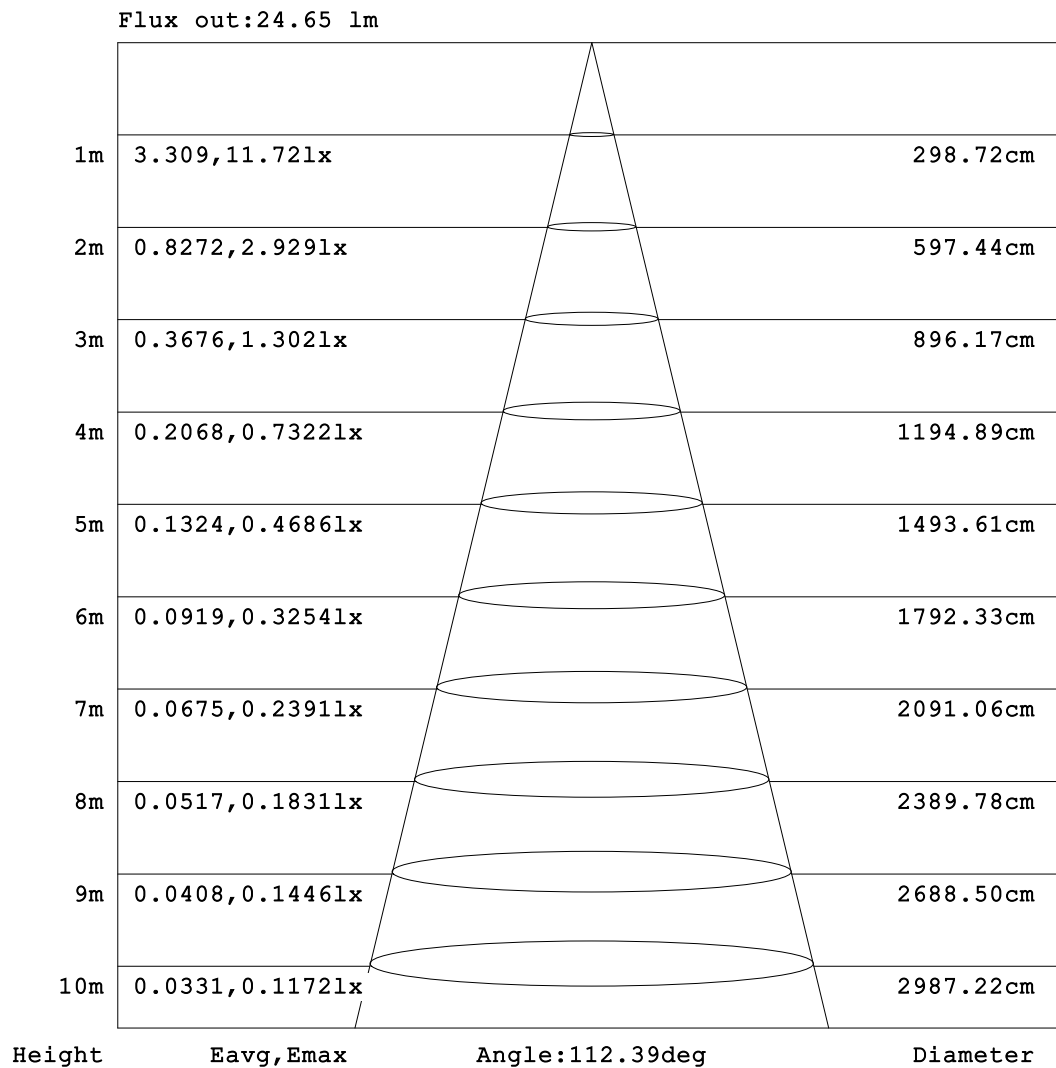 Flux out:24.65 lm
1m 3.309,11.72lx 298.72cm
2m 0.8272,2.929lx 597.44cm
3m 0.3676,1.302lx 896.17cm
4m 0.2068,0.7322lx 1194.89cm
5m 0.1324,0.4686lx 1493.61cm
6m 0.0919,0.3254lx 1792.33cm
7m 0.0675,0.2391lx 2091.06cm
8m 0.0517,0.1831lx 2389.78cm
9m 0.0408,0.1446lx 2688.50cm
10m 0.0331,0.1172lx 2987.22cm
Height Eavg,Emax Angle:112.39deg Diameter